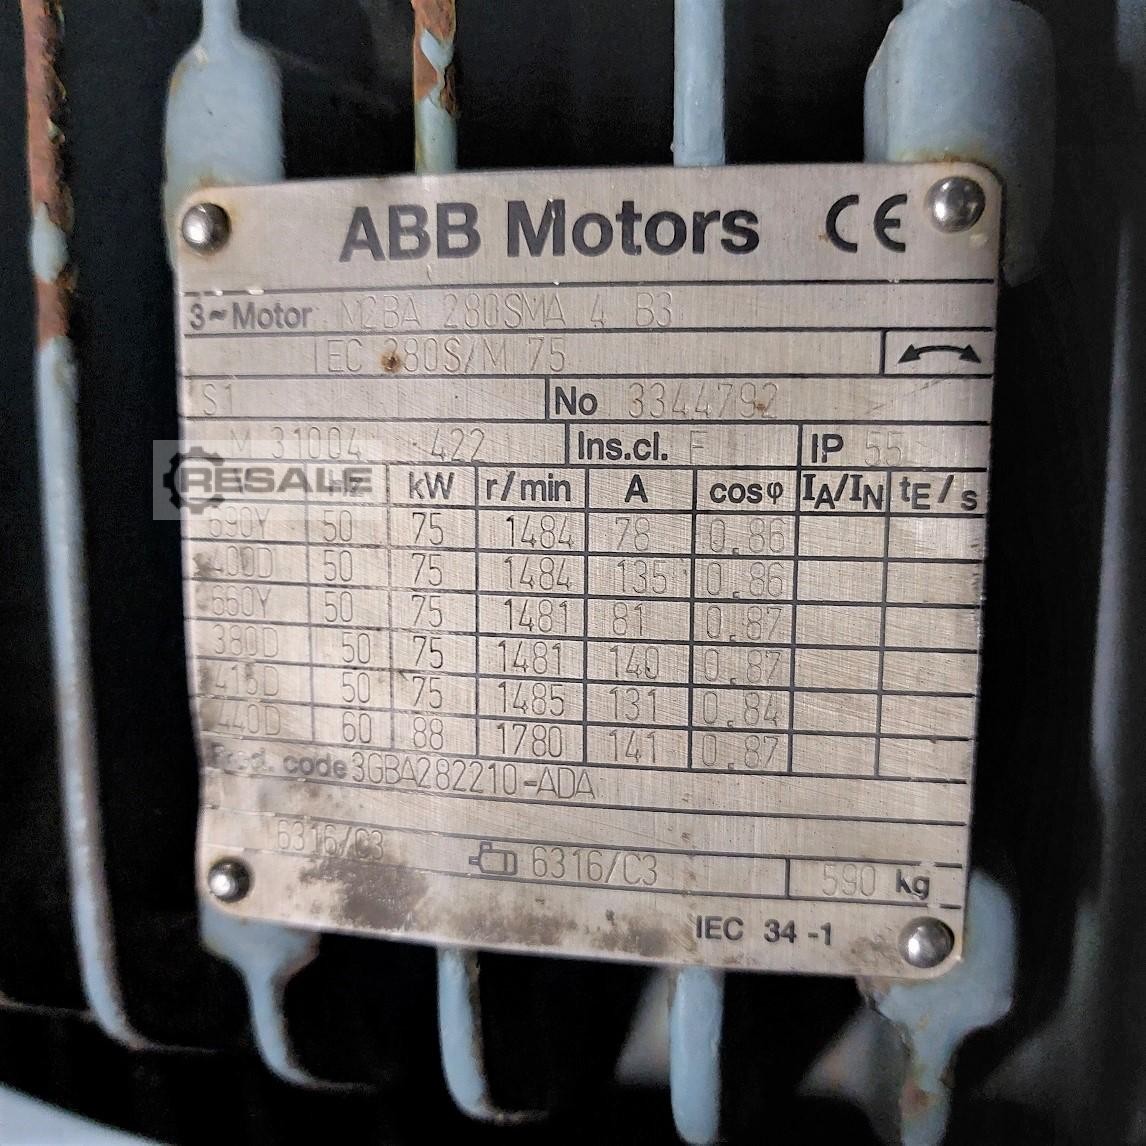 ABB Motors CE
3~Motor M2BA 280SMA 4 B3
IEC 280S/M 75
S1 No 3344792
M 31004 422 Ins.cl. F IP 55
RESALE
Hz kW r/min A cosφ IA/IN tE/s
690Y 50 75 1484 78 0.86
400D 50 75 1484 135 0.86
660Y 50 75 1481 81 0.87
380D 50 75 1481 140 0.87
415D 50 75 1485 131 0.84
440D 60 88 1780 141 0.87
Prod. code 3GBA282210-ADA
6316/C3 6316/C3 590 kg
IEC 34-1